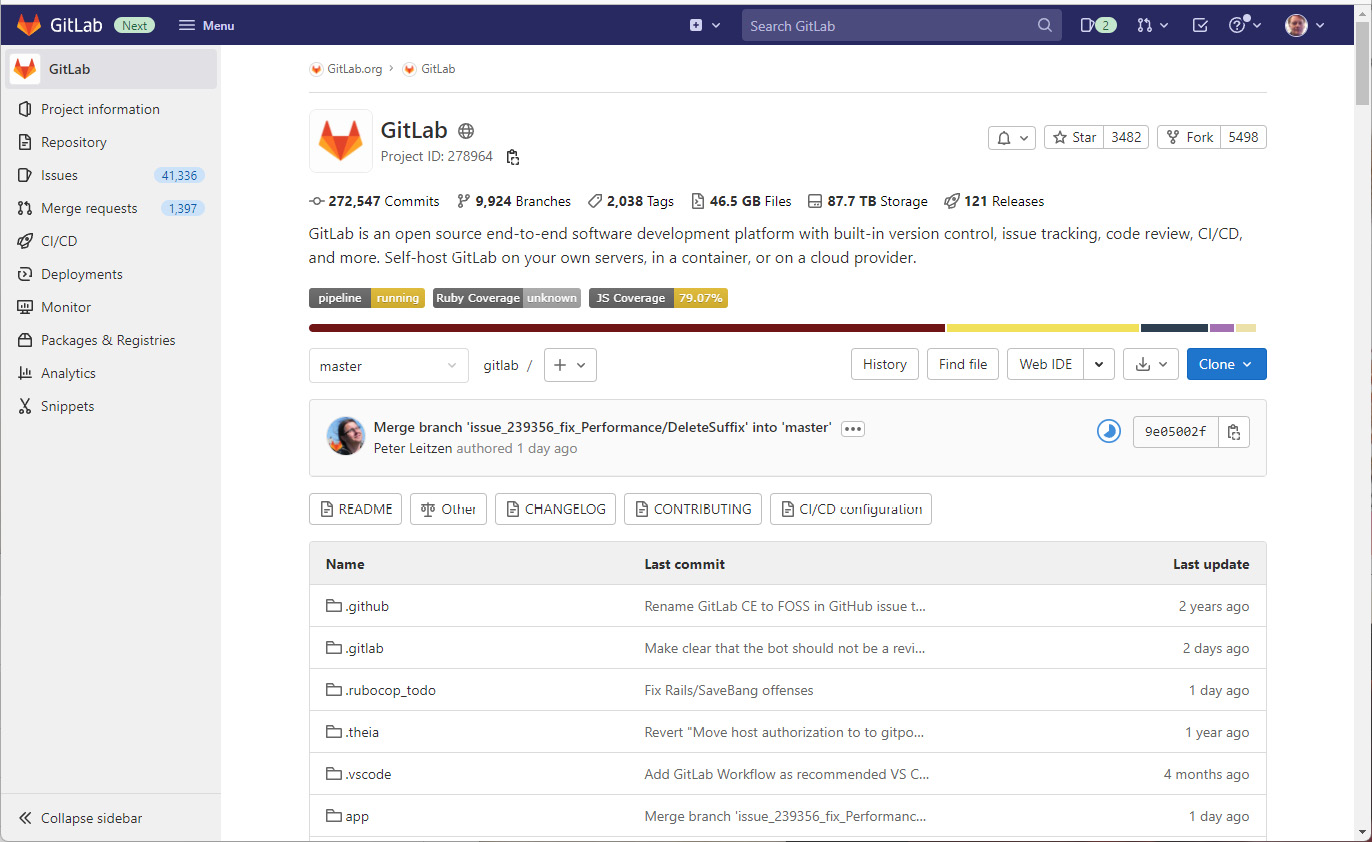 GitLab Next Menu Search GitLab 2
GitLab
Project information
Repository
Issues 41,336
Merge requests 1,397
CI/CD
Deployments
Monitor
Packages & Registries
Analytics
Snippets
Collapse sidebar
GitLab.org > GitLab
GitLab
Project ID: 278964
Star 3482 Fork 5498
272,547 Commits 9,924 Branches 2,038 Tags 46.5 GB Files 87.7 TB Storage 121 Releases
GitLab is an open source end-to-end software development platform with built-in version control, issue tracking, code review, CI/CD,
and more. Self-host GitLab on your own servers, in a container, or on a cloud provider.
pipeline running Ruby Coverage unknown JS Coverage 79.07%
master gitlab / + History Find file Web IDE Clone
Merge branch 'issue_239356_fix_Performance/DeleteSuffix' into 'master'
Peter Leitzen authored 1 day ago
9e05002f
README Other CHANGELOG CONTRIBUTING CI/CD configuration
Name Last commit Last update
.github Rename GitLab CE to FOSS in GitHub issue t... 2 years ago
.gitlab Make clear that the bot should not be a revi... 2 days ago
.rubocop_todo Fix Rails/SaveBang offenses 1 day ago
.theia Revert "Move host authorization to to gitpo... 1 year ago
.vscode Add GitLab Workflow as recommended VS C... 4 months ago
app Merge branch 'issue_239356_fix_Performanc... 1 day ago